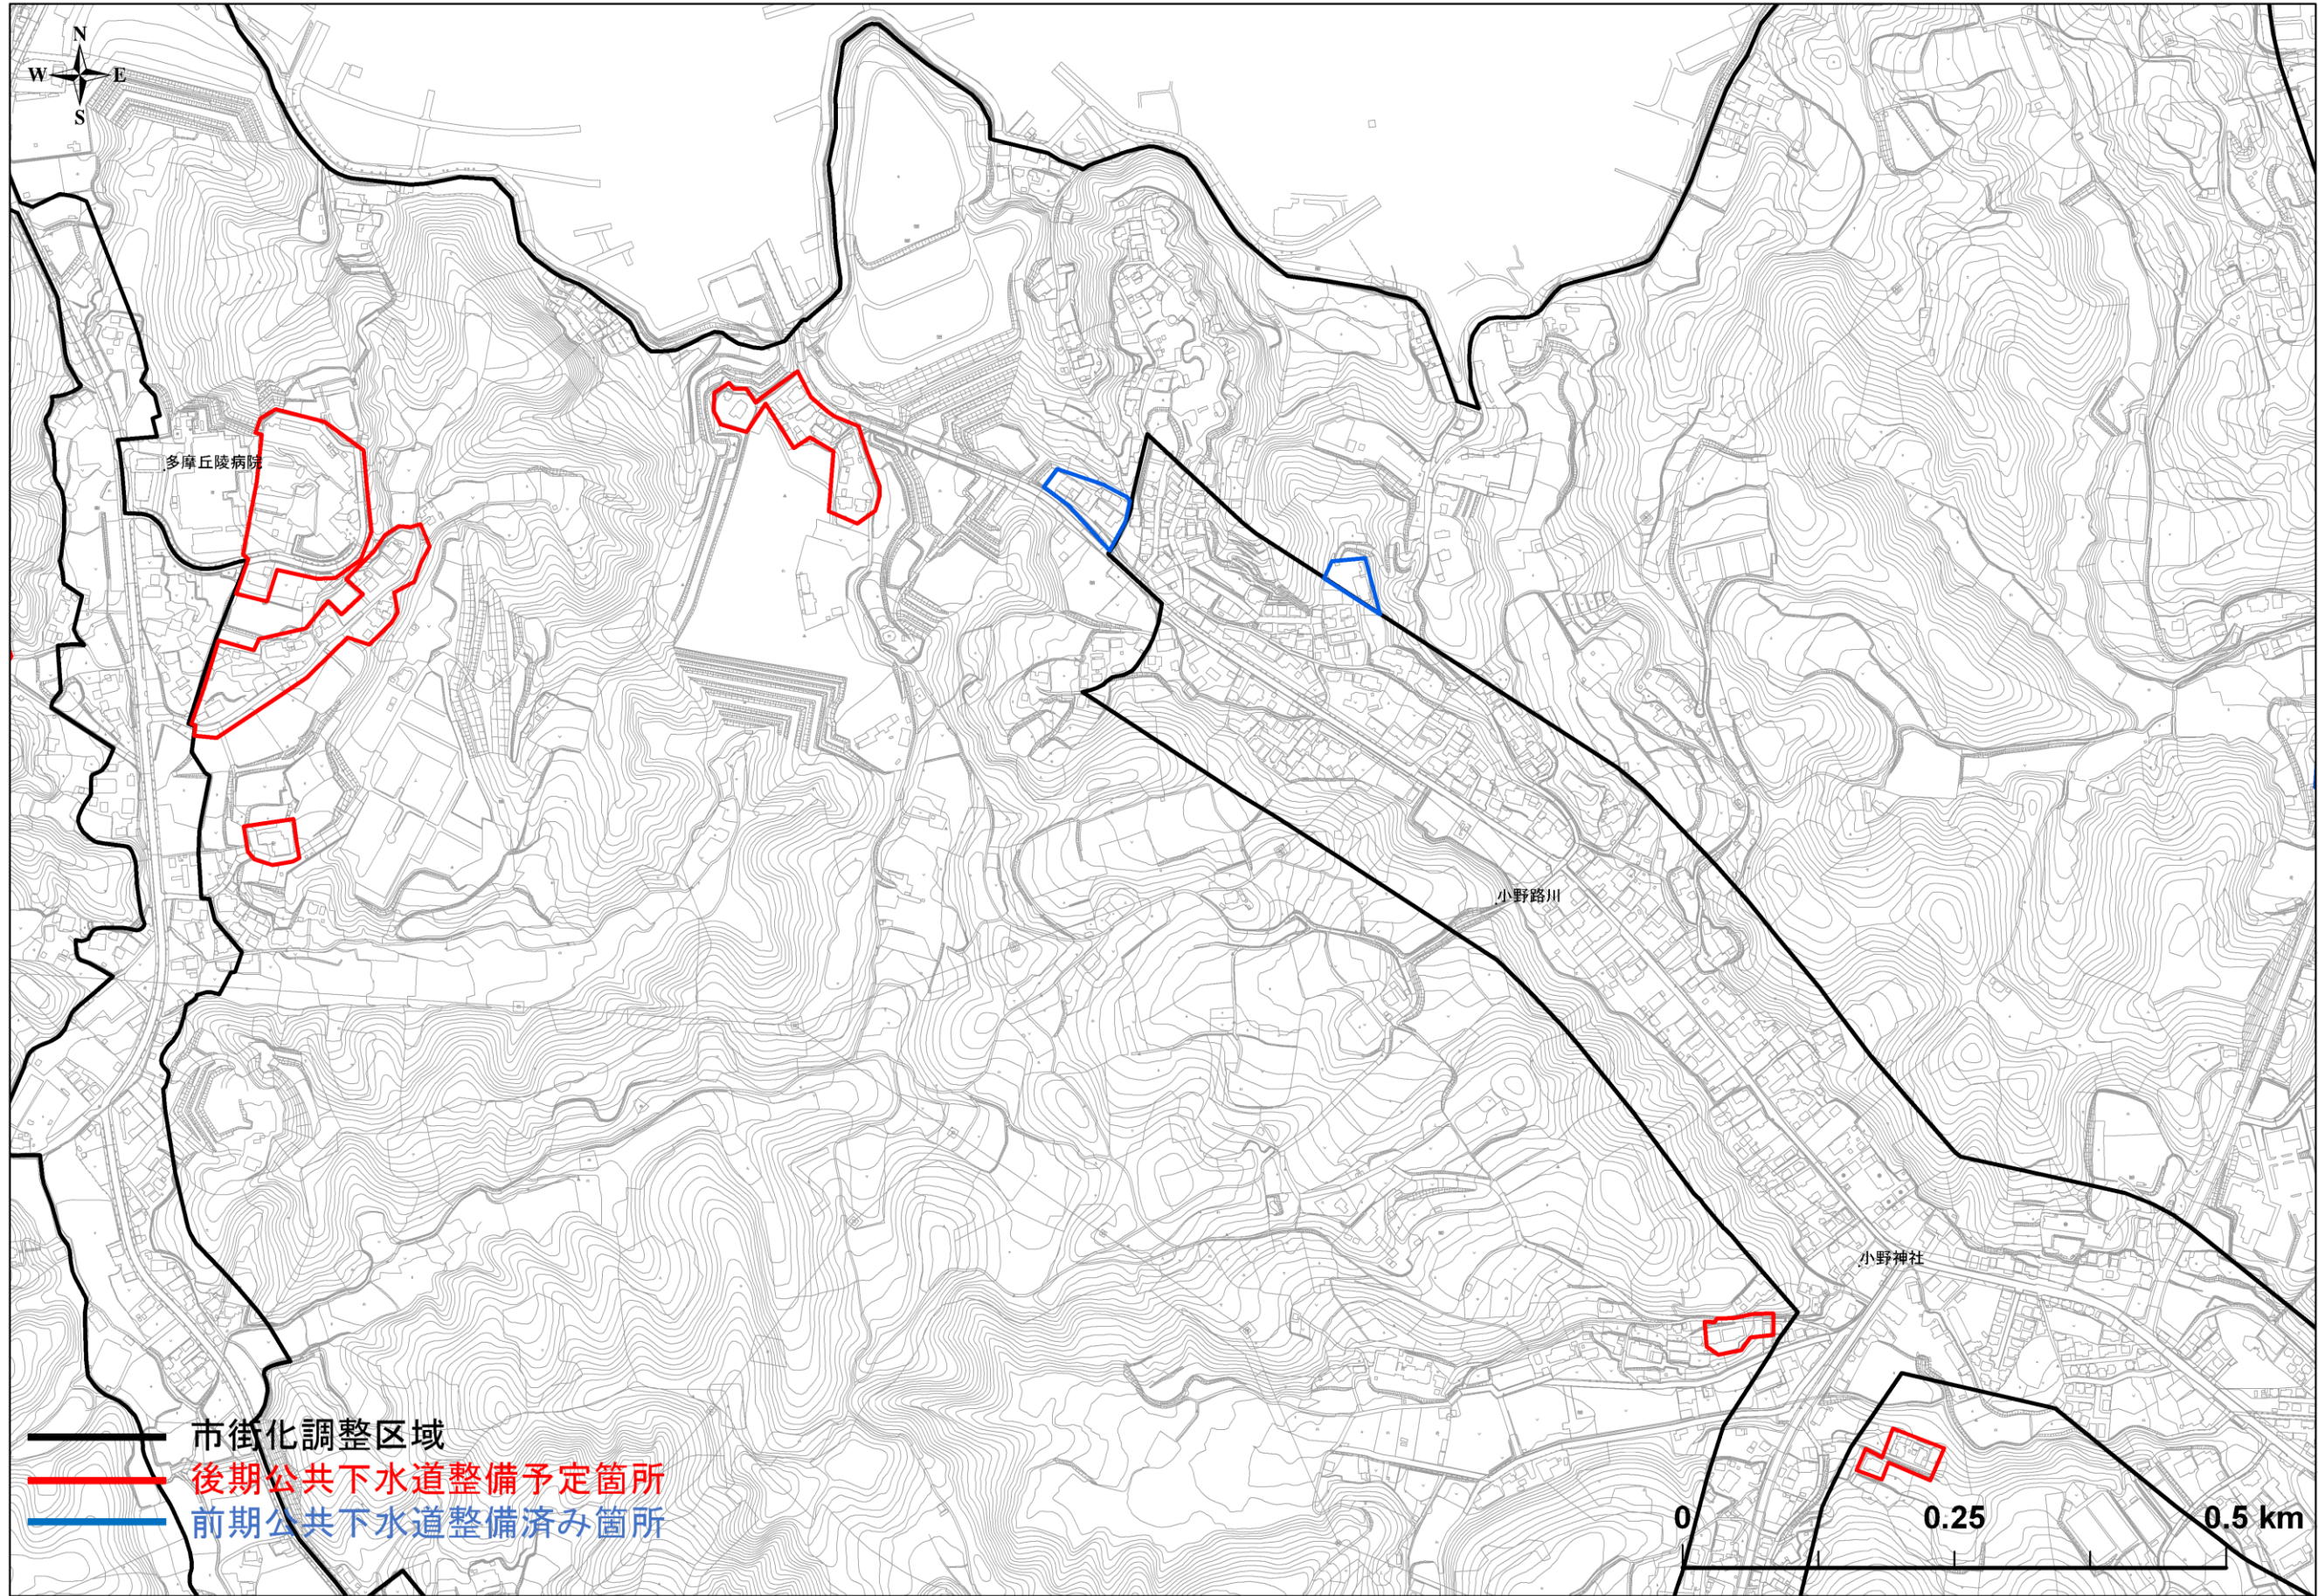 N
W E
S
多摩丘陵病院
小野路川
小野神社
市街化調整区域
後期公共下水道整備予定箇所
前期公共下水道整備済み箇所
0 0.25 0.5 km